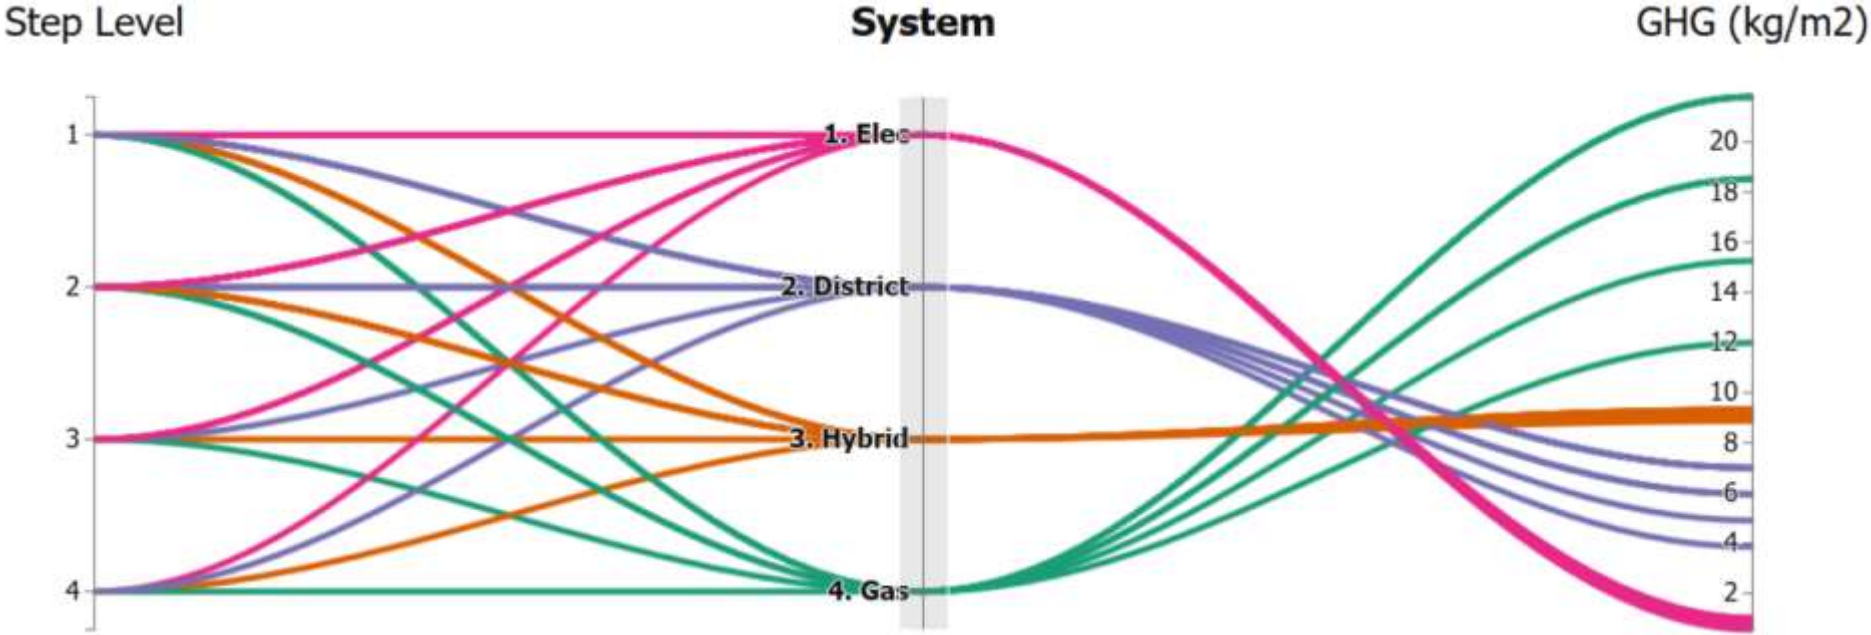 Step Level
System
GHG (kg/m2)
1
2
3
4
1. Elec
2. District
3. Hybrid
4. Gas
20
18
16
14
12
10
8
6
4
2